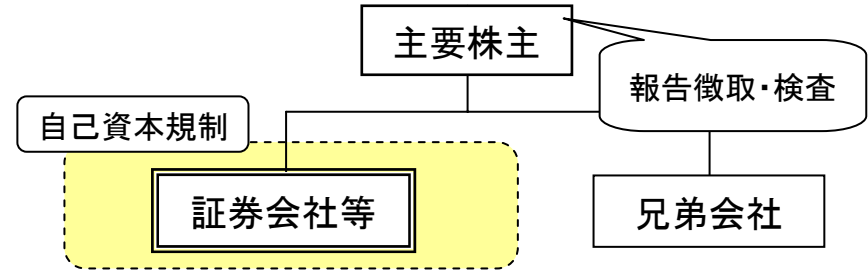 主要株主
報告徴取・検査
自己資本規制
証券会社等
兄弟会社